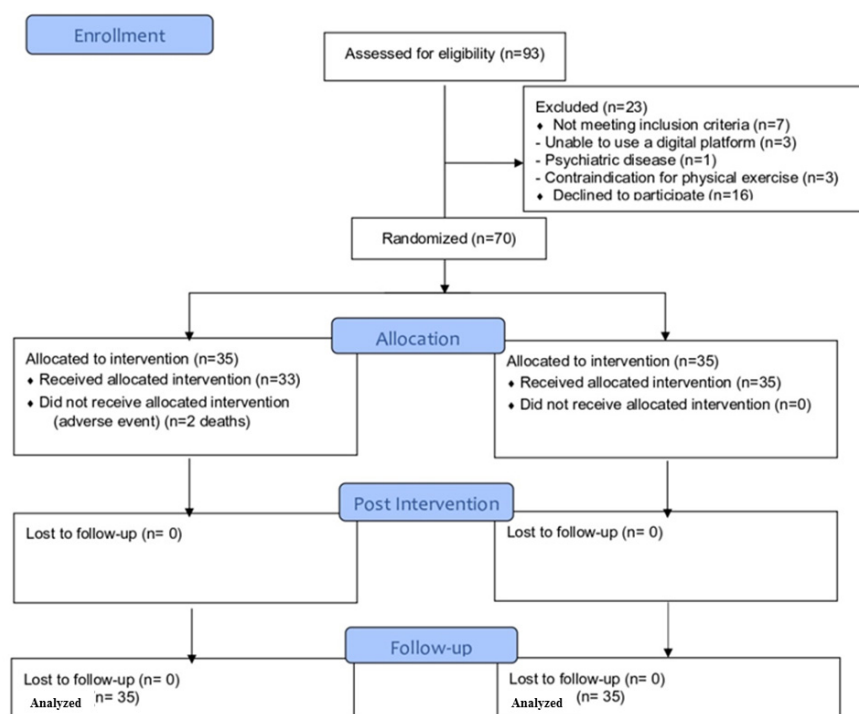 Enrollment
Assessed for eligibility (n=93)
Excluded (n=23)
♦ Not meeting inclusion criteria (n=7)
- Unable to use a digital platform (n=3)
- Psychiatric disease (n=1)
- Contraindication for physical exercise (n=3)
♦ Declined to participate (n=16)
Randomized (n=70)
Allocation
Allocated to intervention (n=35)
♦ Received allocated intervention (n=33)
♦ Did not receive allocated intervention
(adverse event) (n=2 deaths)
Allocated to intervention (n=35)
♦ Received allocated intervention (n=35)
♦ Did not receive allocated intervention (n=0)
Post Intervention
Lost to follow-up (n= 0)
Lost to follow-up (n= 0)
Follow-up
Lost to follow-up (n= 0)
Analyzed (n= 35)
Lost to follow-up (n= 0)
Analyzed (n= 35)